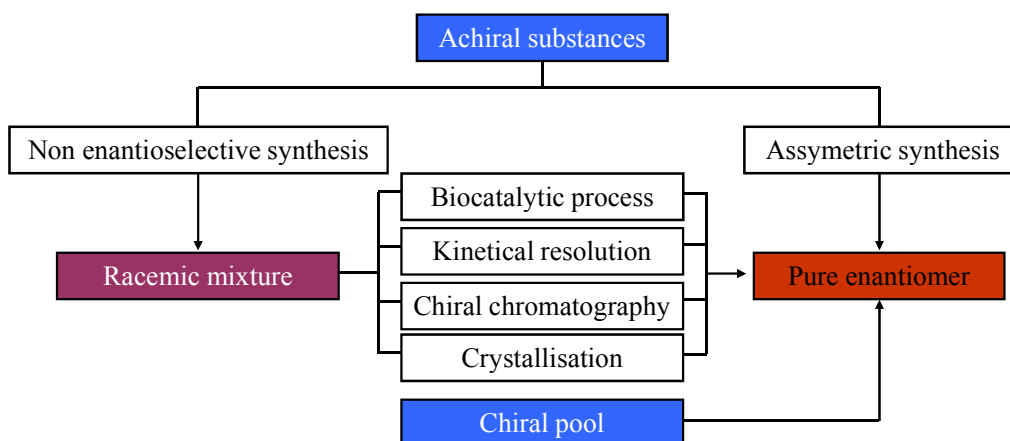 Achiral substances
Non enantioselective synthesis
Assymetric synthesis
Biocatalytic process
Kinetical resolution
Racemic mixture
Pure enantiomer
Chiral chromatography
Crystallisation
Chiral pool